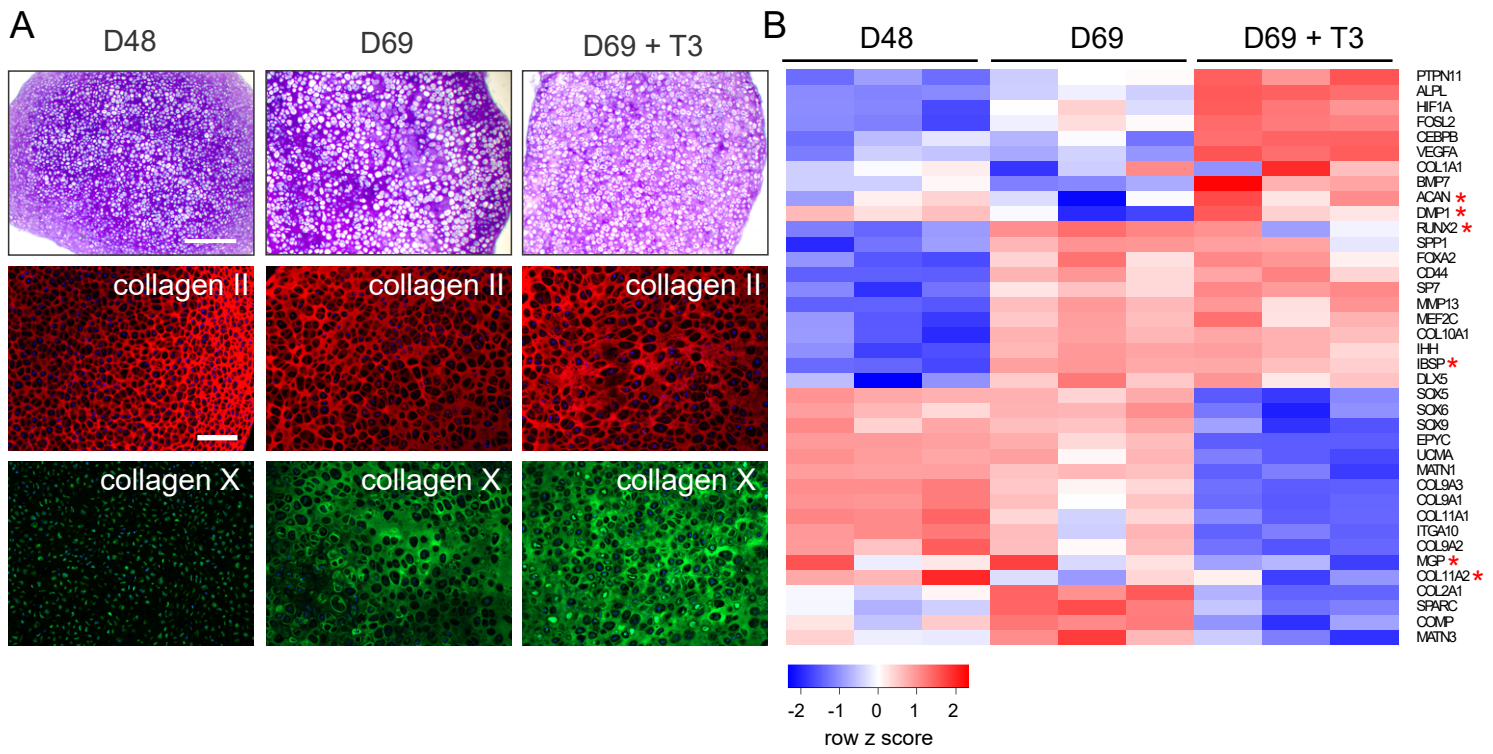 A
D48
D69
D69 + T3
collagen II
collagen II
collagen II
collagen X
collagen X
collagen X
B
D48
D69
D69 + T3
PTPN11
ALPL
HIF1A
FOSL2
CEBPB
VEGFA
COL1A1
BMP7
ACAN *
DMP1 *
RUNX2 *
SPP1
FOXA2
CD44
SP7
MMP13
MEF2C
COL10A1
IHH
IBSP *
DLX5
SOX5
SOX6
SOX9
EPYC
UCMA
MATN1
COL9A3
COL9A1
COL11A1
ITGA10
COL9A2
MGP *
COL11A2 *
COL2A1
SPARC
COMP
MATN3
-2 -1 0 1 2
row z score